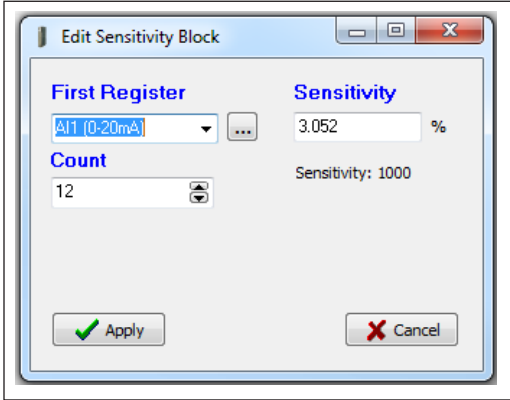 Edit Sensitivity Block
First Register
Sensitivity
AI1 (0-20mA)
...
3.052
%
Count
Sensitivity: 1000
12
Apply
Cancel